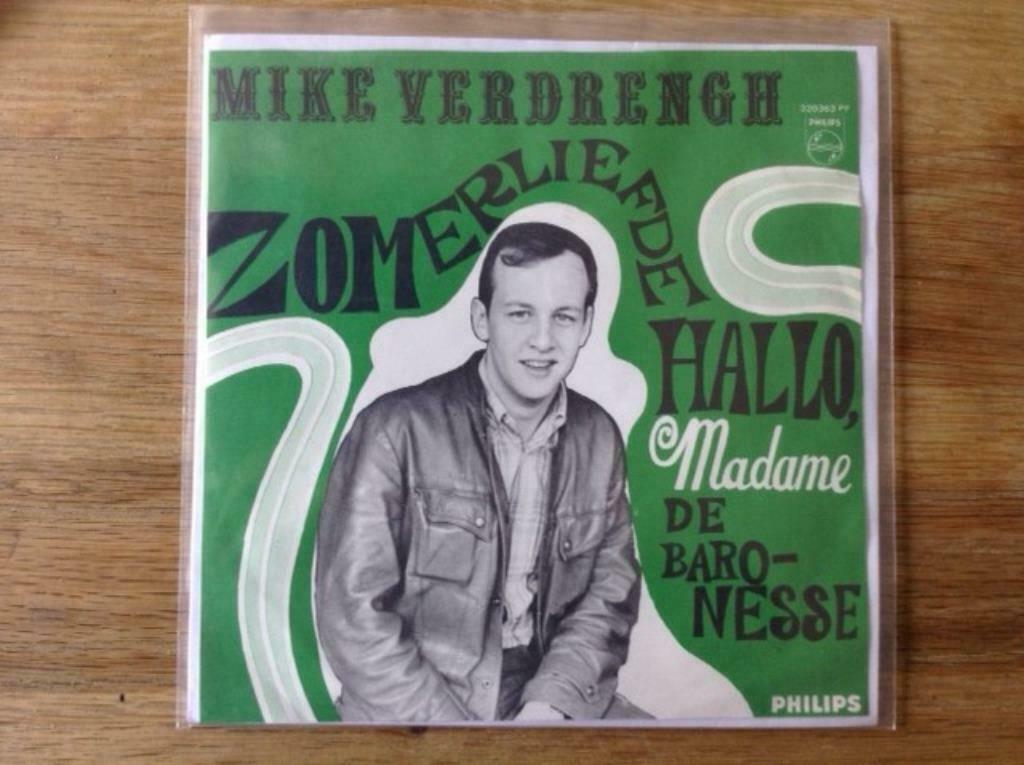 MIKE VERDRENGH
320363 PF
PHILIPS
ZOMERLIEFDE
HALLO,
Madame
DE
BARO-
NESSE
PHILIPS